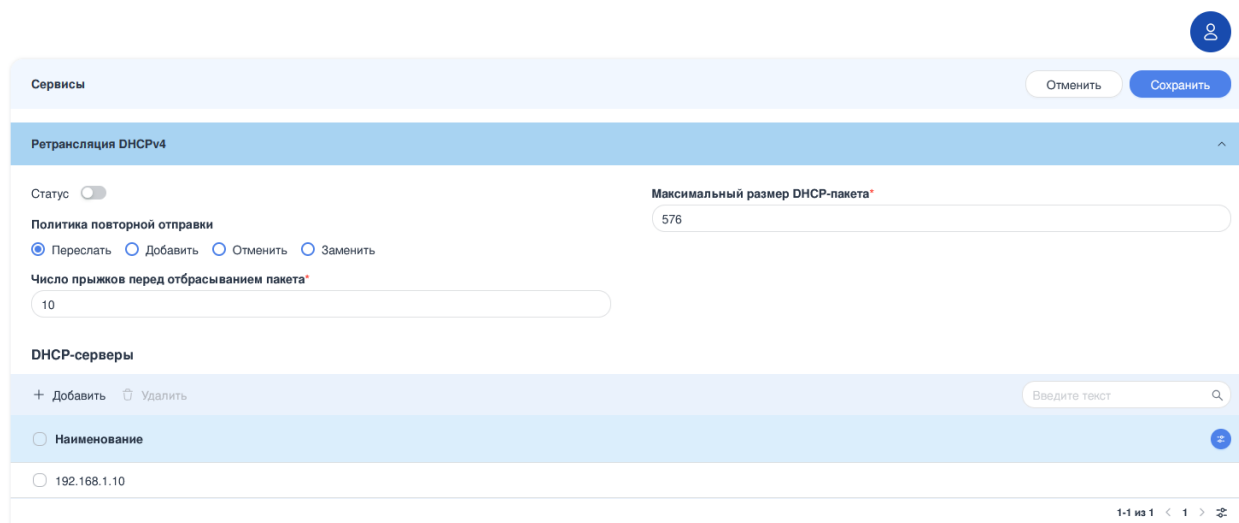 Сервисы
Отменить
Сохранить
Ретрансляция DHCPv4
Статус
Политика повторной отправки
Переслать Добавить Отменить Заменить
Число прыжков перед отбрасыванием пакета*
10
Максимальный размер DHCP-пакета*
576
DHCP-серверы
+ Добавить Удалить
Введите текст
Наименование
192.168.1.10
1-1 из 1 < 1 >